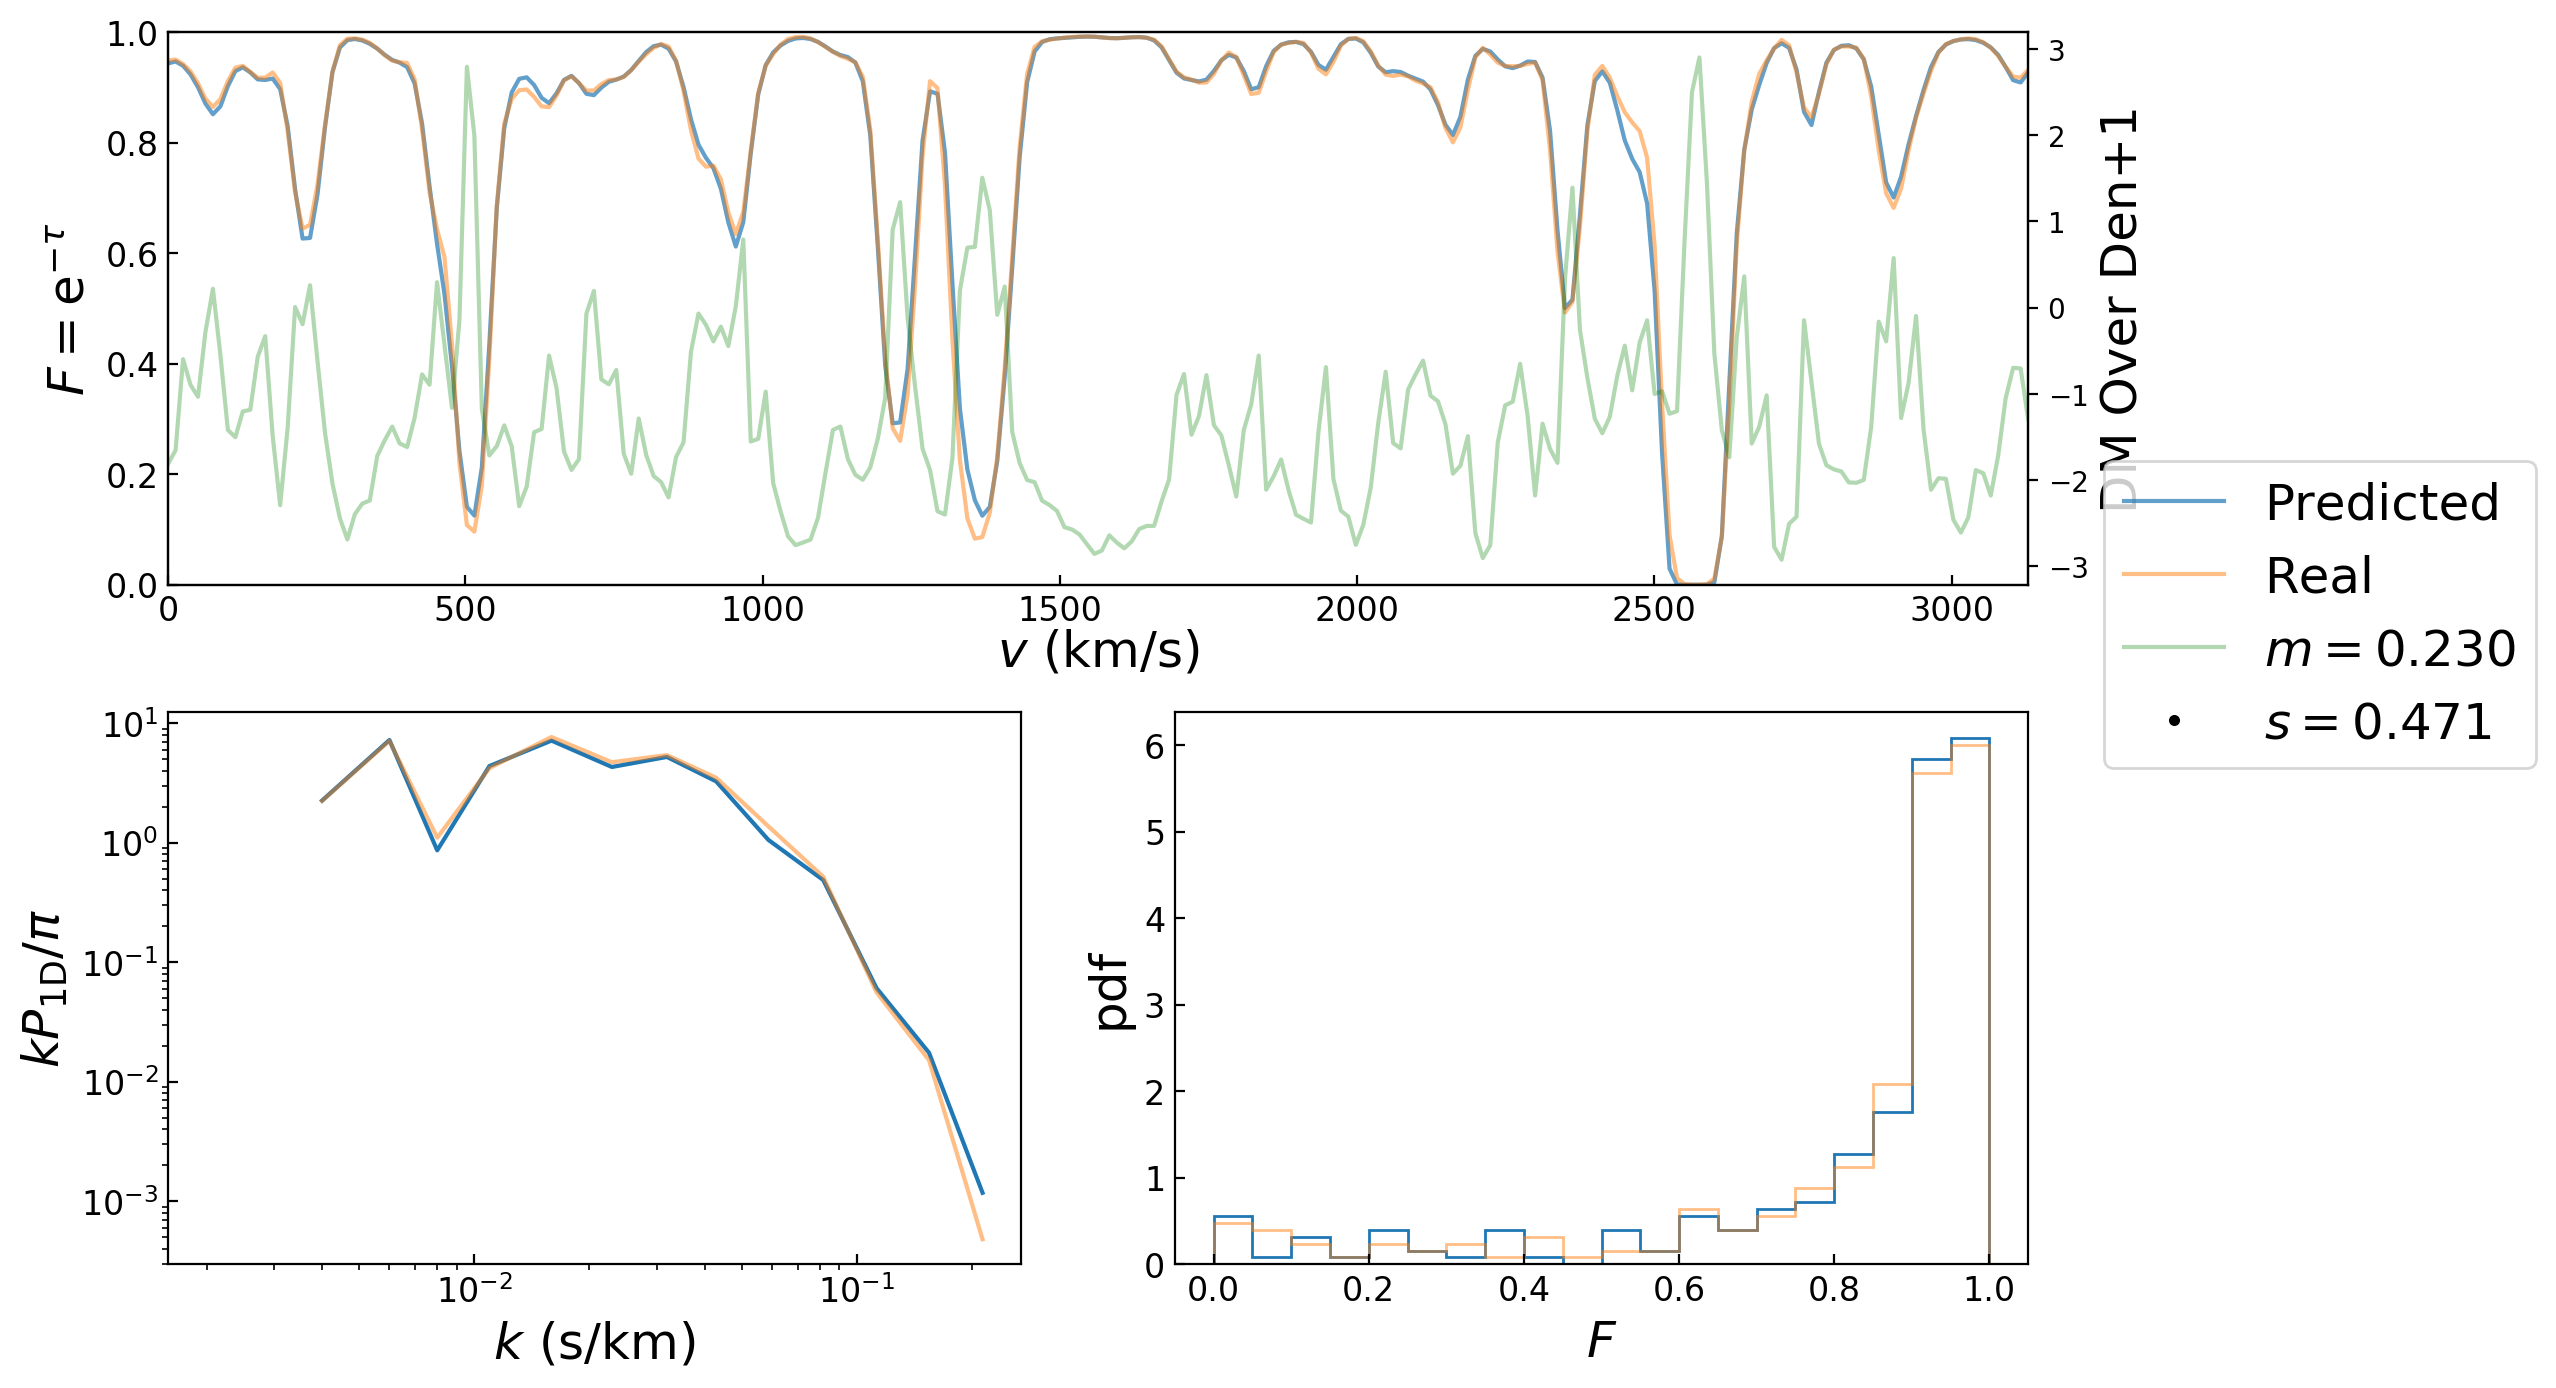 1.0
0.8
0.6
0.4
0.2
0.0
F = e^{−τ}
3
2
1
0
−1
−2
−3
DM Over Den+1
0 500 1000 1500 2000 2500 3000
v (km/s)
Predicted
Real
m = 0.230
s = 0.471
10^1
10^0
10^{−1}
10^{−2}
10^{−3}
kP_{1D}/π
10^{−2} 10^{−1}
k (s/km)
6
5
4
3
2
1
0
pdf
0.0 0.2 0.4 0.6 0.8 1.0
F